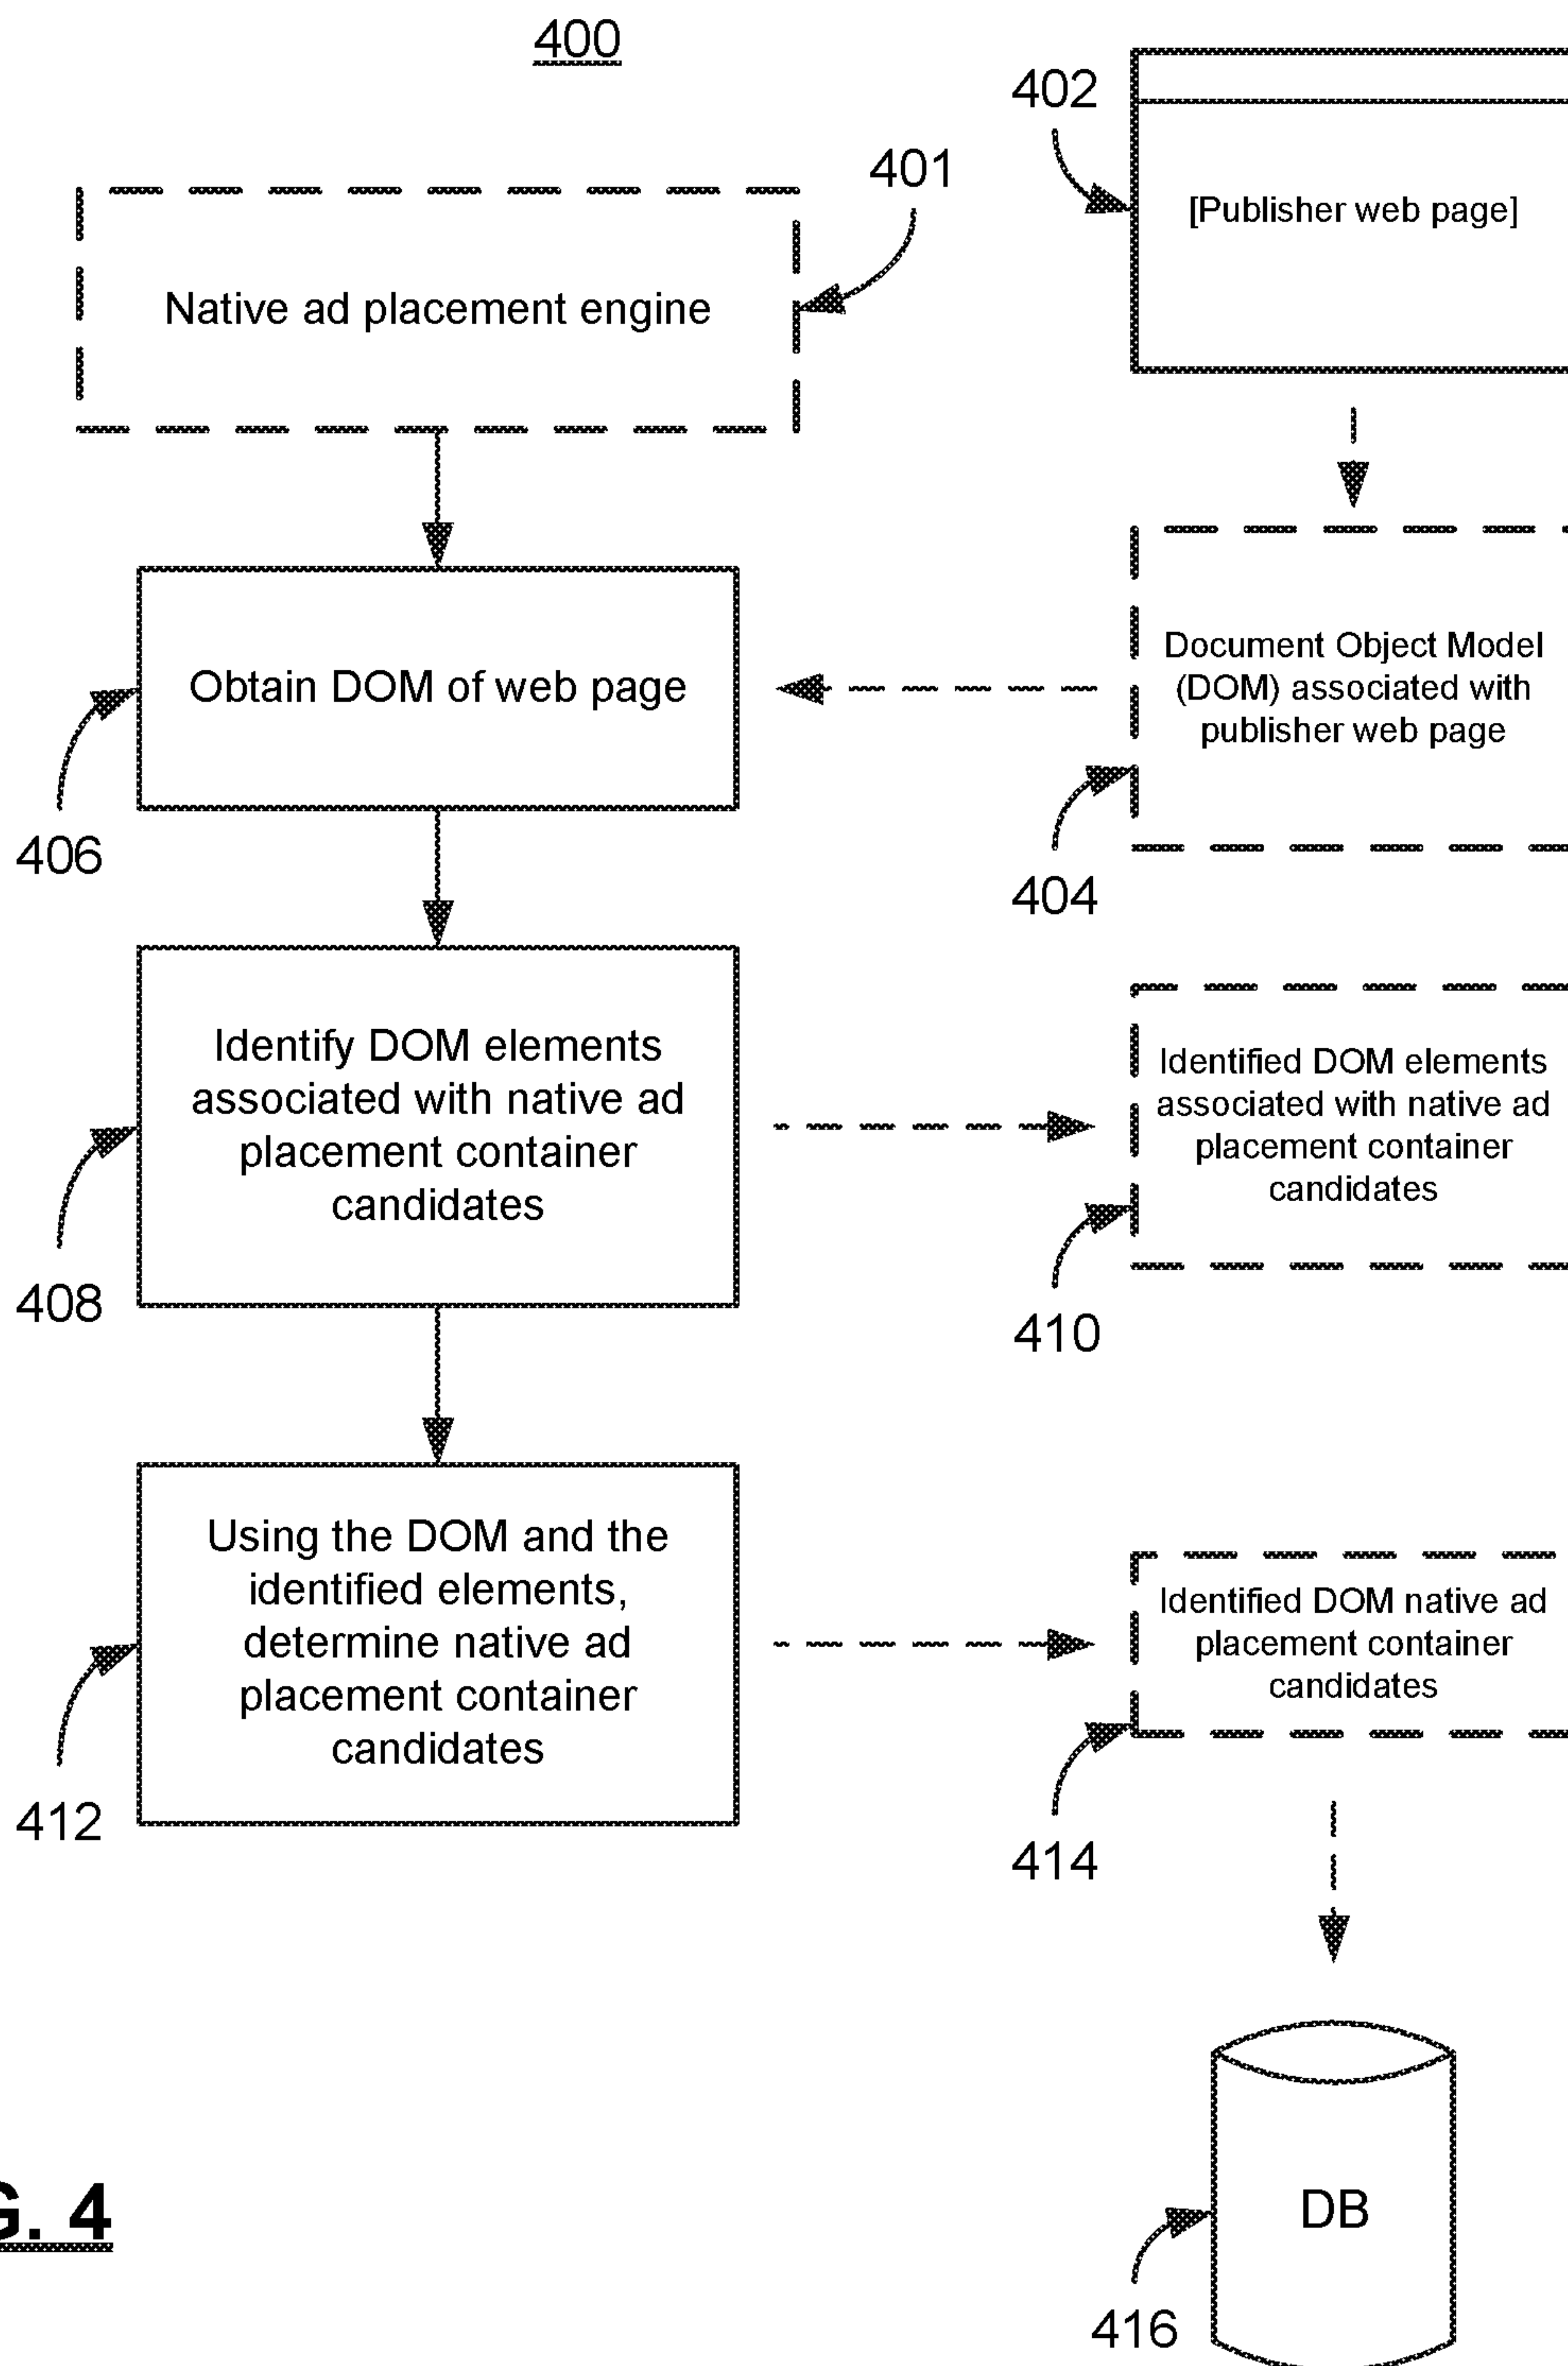 400
402
[Publisher web page]
401
Native ad placement engine
Obtain DOM of web page
406
Document Object Model
(DOM) associated with
publisher web page
404
Identify DOM elements
associated with native ad
placement container
candidates
408
Identified DOM elements
associated with native ad
placement container
candidates
410
Using the DOM and the
identified elements,
determine native ad
placement container
candidates
412
Identified DOM native ad
placement container
candidates
414
DB
416
G. 4